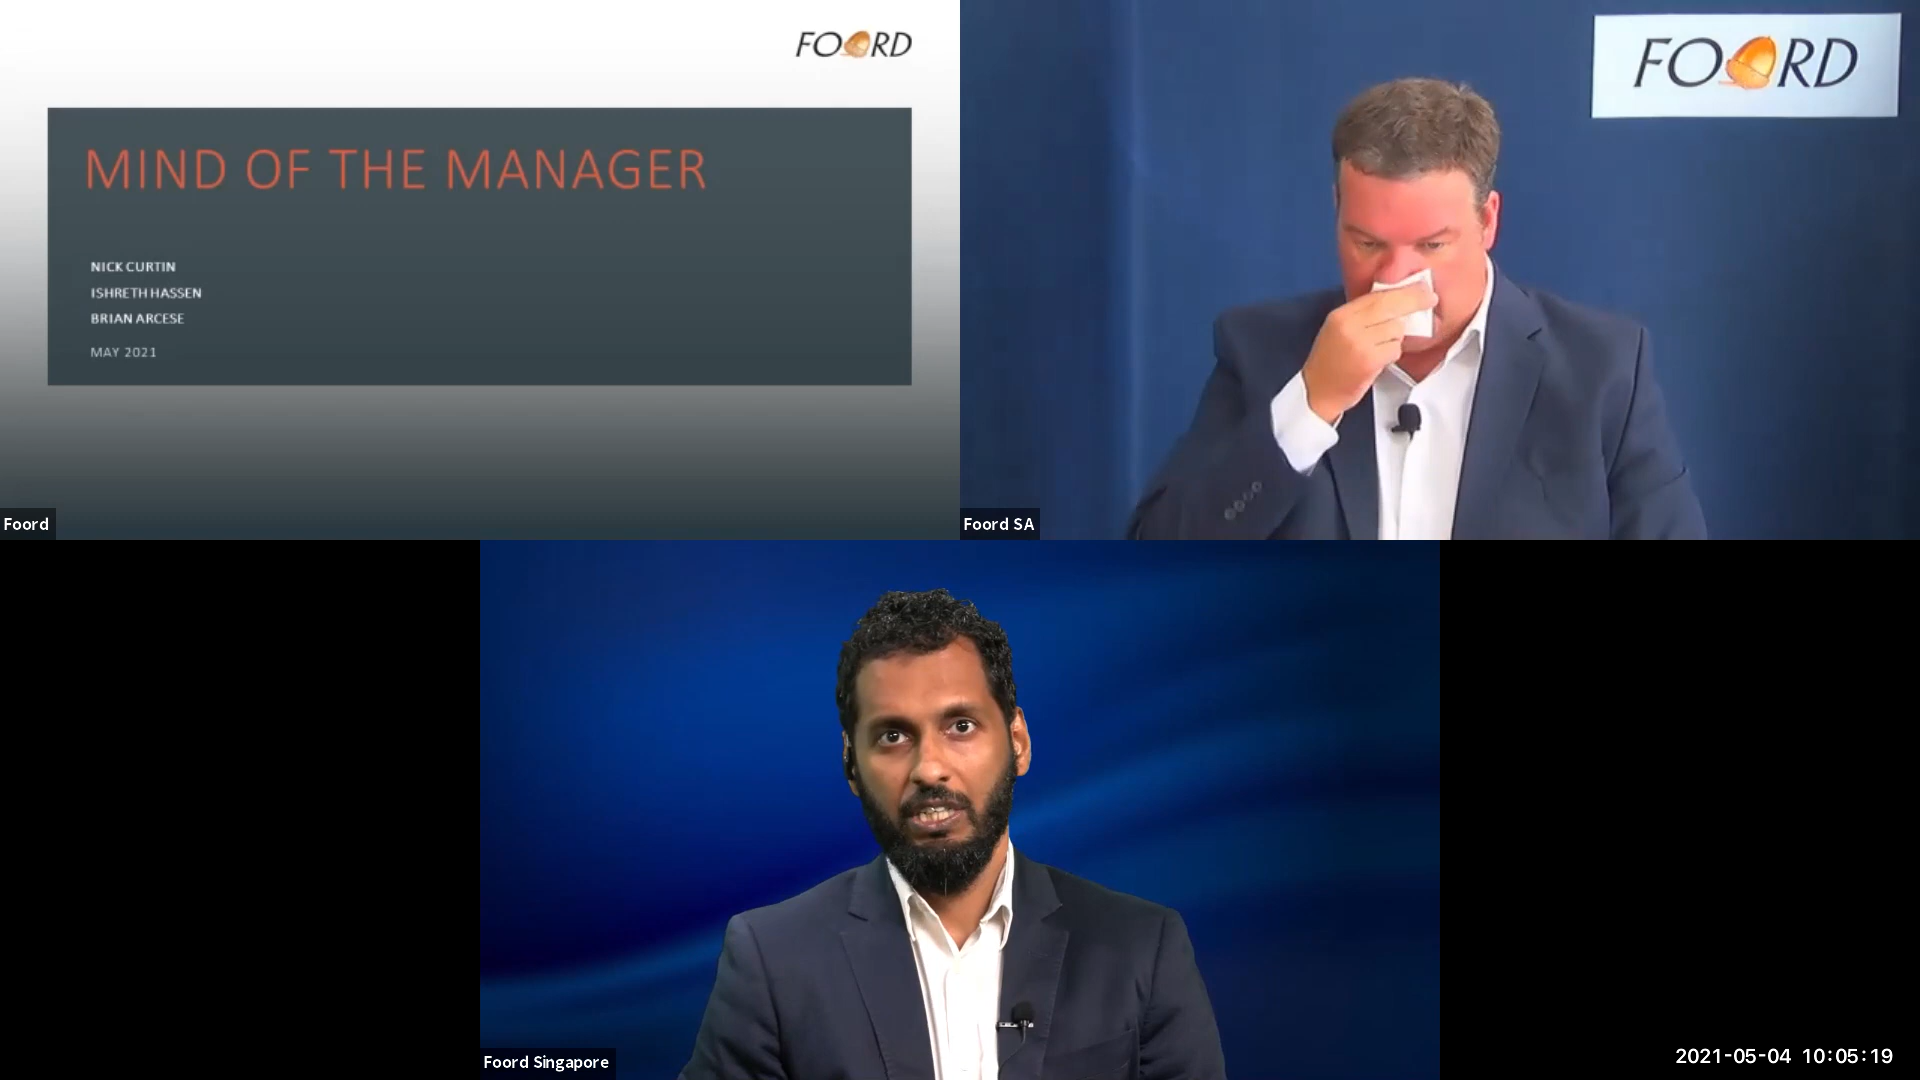 FOORD
MIND OF THE MANAGER
NICK CURTIN
ISHRETH HASSEN
BRIAN ARCESE
MAY 2021
Foord
FOORD
Foord SA
Foord Singapore
2021-05-04 10:05:19